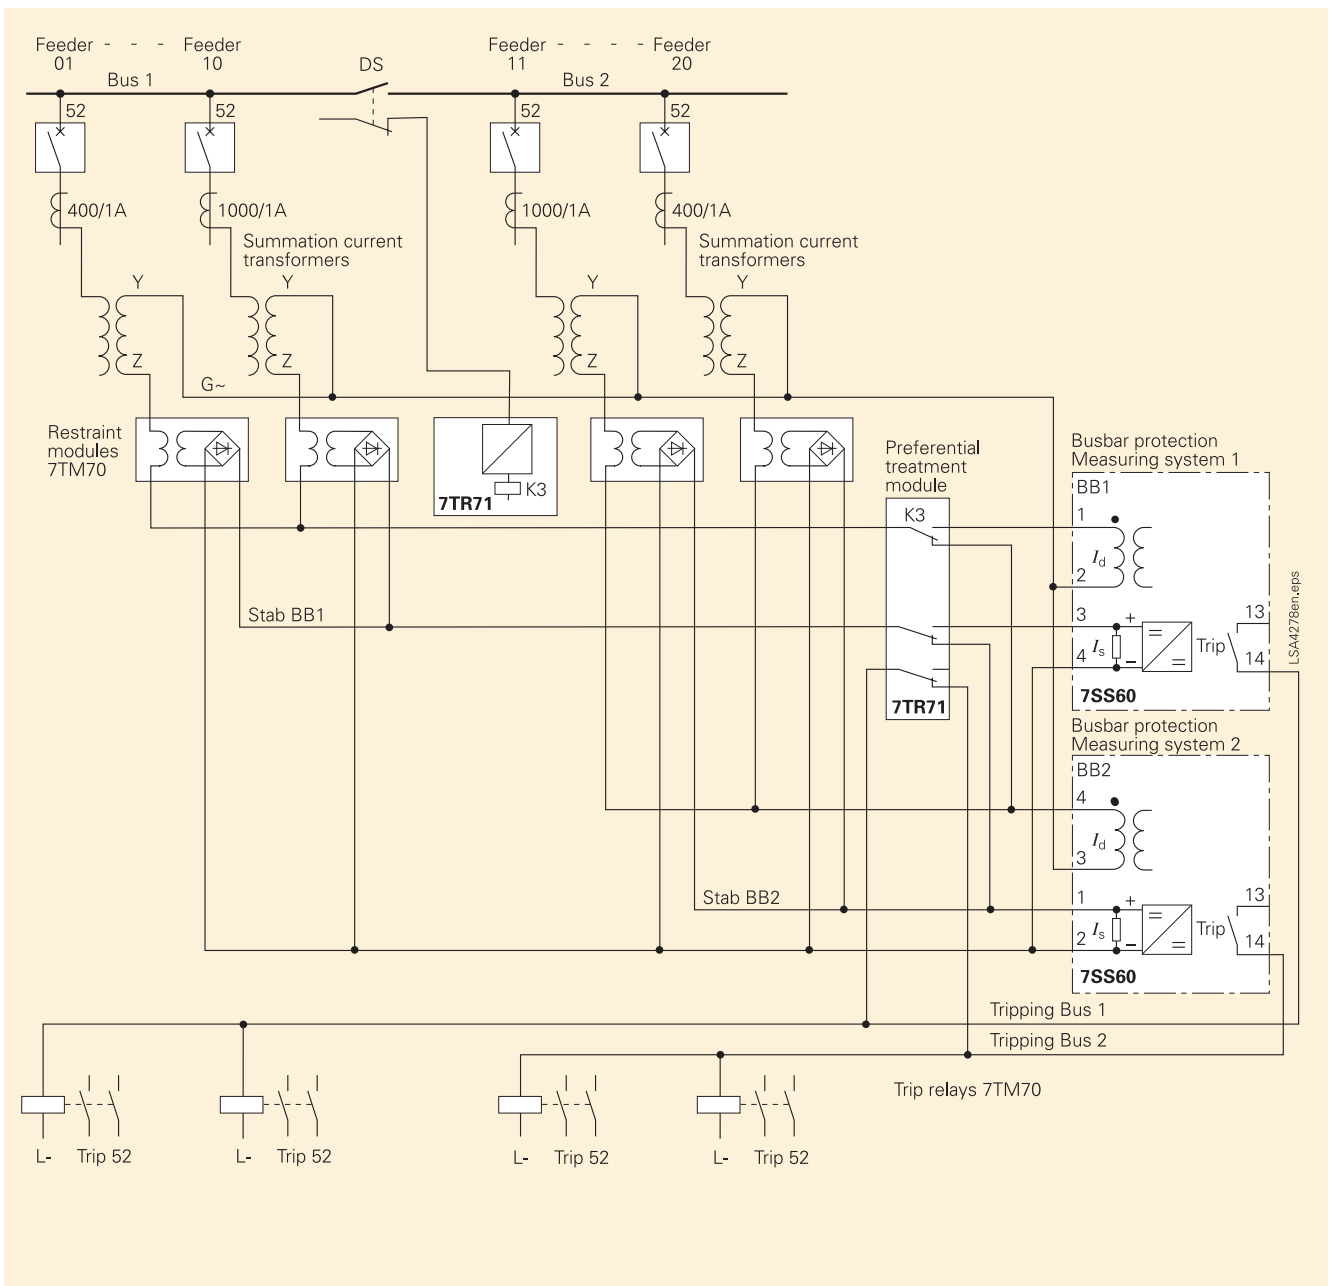 Feeder - - - Feeder
01 10 DS
Bus 1
Feeder - - - - Feeder
11 20
Bus 2
52 52 52 52
400/1A 1000/1A 1000/1A 400/1A
Summation current
transformers
Summation current
transformers
Y Y Y Y
Z Z Z Z
G~
Restraint
modules
7TM70
K3
7TR71
Preferential
treatment
module
K3
7TR71
Busbar protection
Measuring system 1
BB1
1
Id
2
3 +
Is
4 –
Trip
13
14
7SS60
LSA4278en.eps
Stab BB1
Busbar protection
Measuring system 2
BB2
4
Id
3
1 +
Is
2 –
Trip
13
14
7SS60
Stab BB2
Tripping Bus 1
Tripping Bus 2
Trip relays 7TM70
L- Trip 52 L- Trip 52 L- Trip 52 L- Trip 52